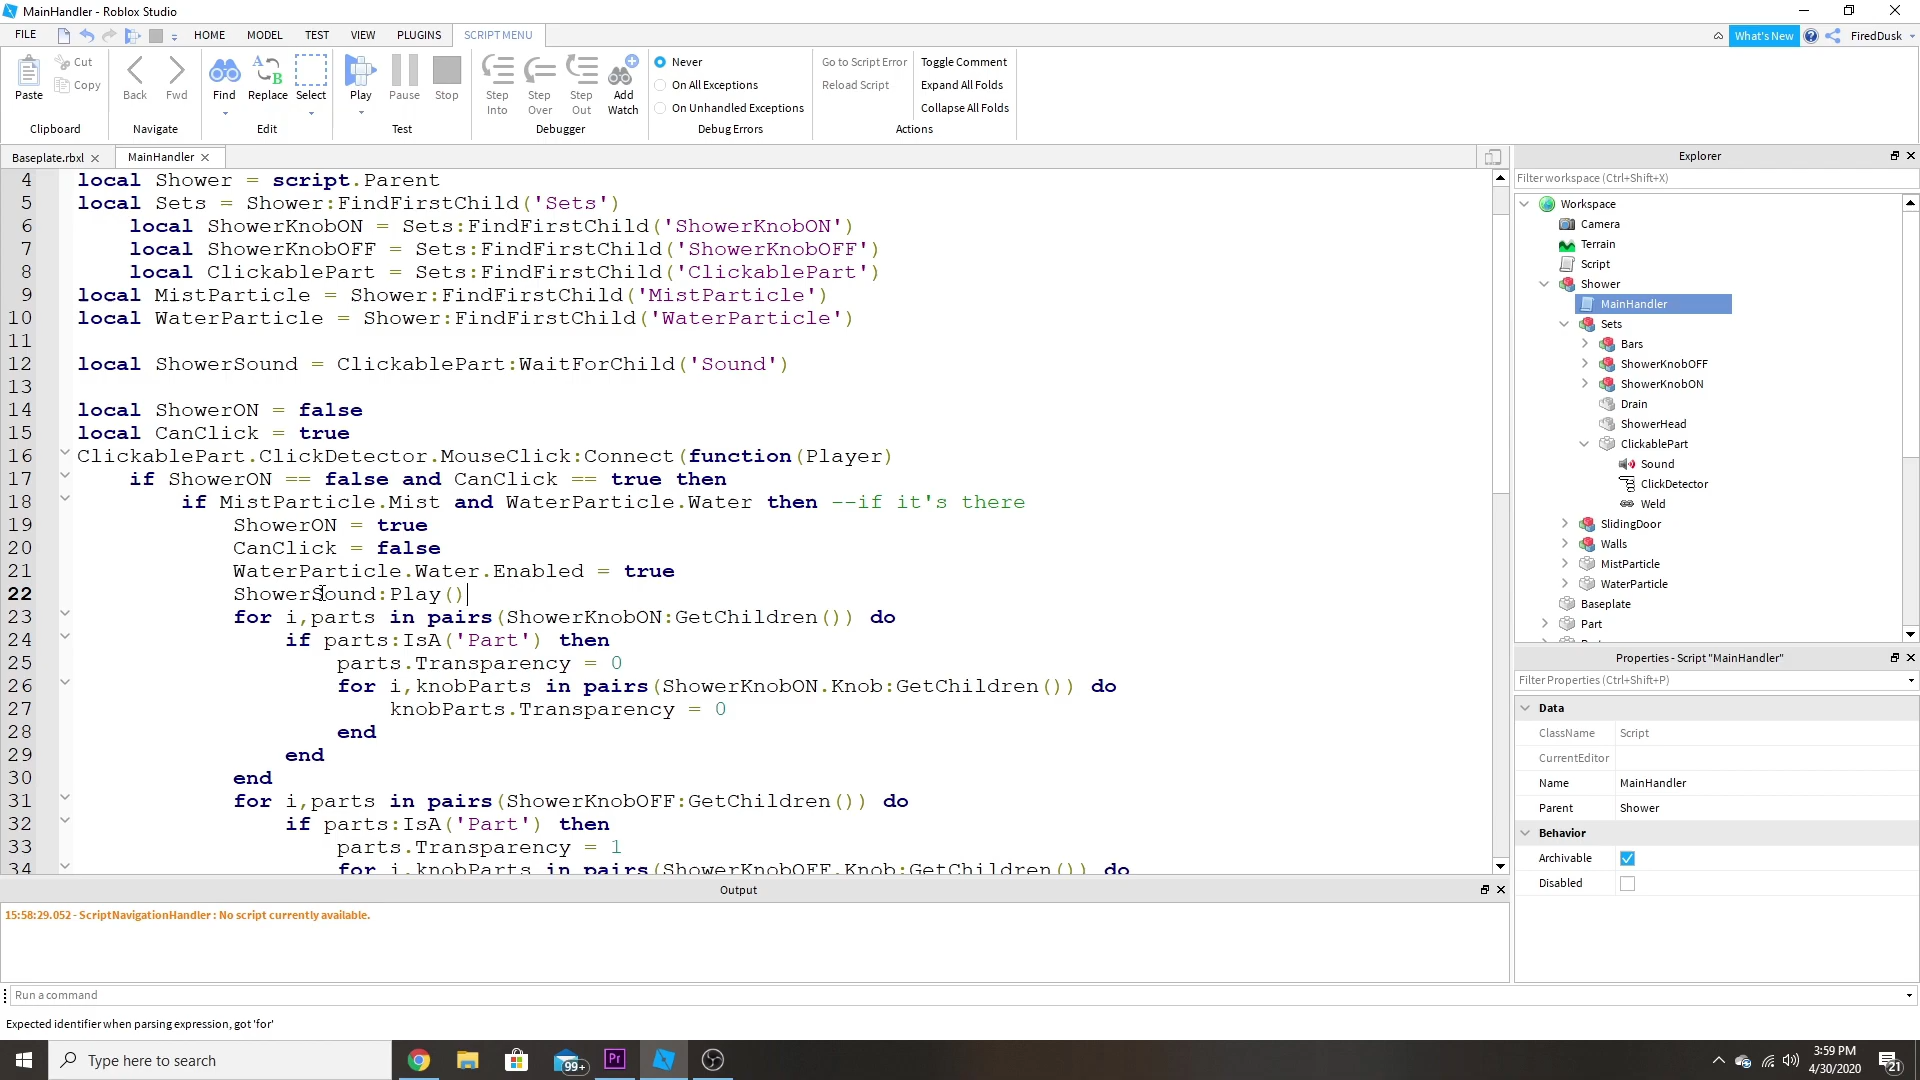 MainHandler - Roblox Studio
FILE HOME MODEL TEST VIEW PLUGINS SCRIPT MENU What's New FiredDusk
Paste Cut Copy Clipboard
Back Fwd Navigate
Find Replace Select Edit
Play Pause Stop Test
Step Into Step Over Step Out Add Watch Debugger
Never
On All Exceptions
On Unhandled Exceptions
Debug Errors
Go to Script Error
Reload Script
Toggle Comment
Expand All Folds
Collapse All Folds
Actions
Baseplate.rbxl MainHandler
4 local Shower = script.Parent
5 local Sets = Shower:FindFirstChild('Sets')
6 local ShowerKnobON = Sets:FindFirstChild('ShowerKnobON')
7 local ShowerKnobOFF = Sets:FindFirstChild('ShowerKnobOFF')
8 local ClickablePart = Sets:FindFirstChild('ClickablePart')
9 local MistParticle = Shower:FindFirstChild('MistParticle')
10 local WaterParticle = Shower:FindFirstChild('WaterParticle')
11
12 local ShowerSound = ClickablePart:WaitForChild('Sound')
13
14 local ShowerON = false
15 local CanClick = true
16 ClickablePart.ClickDetector.MouseClick:Connect(function(Player)
17 if ShowerON == false and CanClick == true then
18 if MistParticle.Mist and WaterParticle.Water then --if it's there
19 ShowerON = true
20 CanClick = false
21 WaterParticle.Water.Enabled = true
22 ShowerSound:Play()
23 for i,parts in pairs(ShowerKnobON:GetChildren()) do
24 if parts:IsA('Part') then
25 parts.Transparency = 0
26 for i,knobParts in pairs(ShowerKnobON.Knob:GetChildren()) do
27 knobParts.Transparency = 0
28 end
29 end
30 end
31 for i,parts in pairs(ShowerKnobOFF:GetChildren()) do
32 if parts:IsA('Part') then
33 parts.Transparency = 1
34 for i,knobParts in pairs(ShowerKnobOFF.Knob:GetChildren()) do
Explorer
Filter workspace (Ctrl+Shift+X)
Workspace
Camera
Terrain
Script
Shower
MainHandler
Sets
Bars
ShowerKnobOFF
ShowerKnobON
Drain
ShowerHead
ClickablePart
Sound
ClickDetector
Weld
SlidingDoor
Walls
MistParticle
WaterParticle
Baseplate
Part
Properties - Script "MainHandler"
Filter Properties (Ctrl+Shift+P)
Data
ClassName Script
CurrentEditor
Name MainHandler
Parent Shower
Behavior
Archivable
Disabled
Output
15:58:29.052 - ScriptNavigationHandler : No script currently available.
Run a command
Expected identifier when parsing expression, got 'for'
Type here to search
99+
Pr
3:59 PM
4/30/2020
21